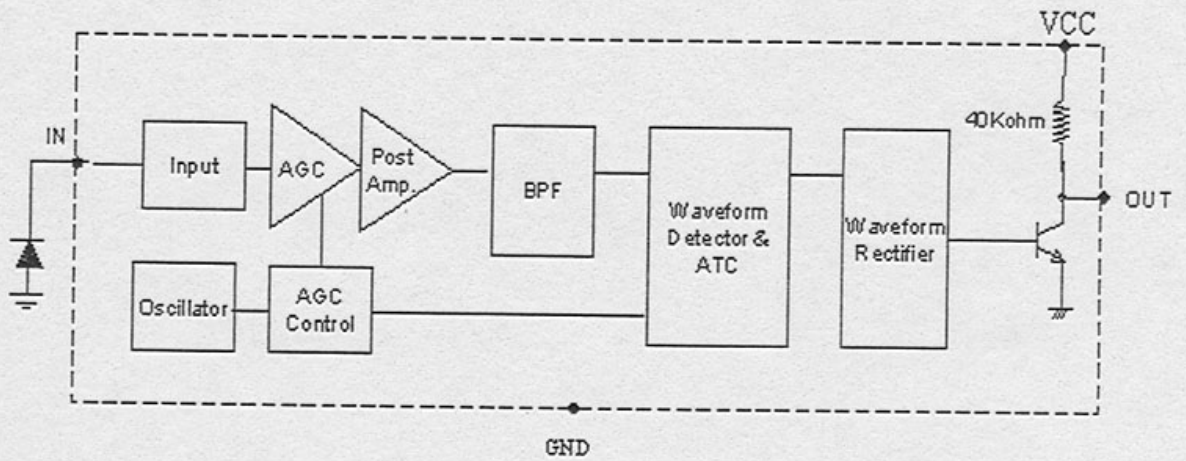 VCC
40Kohm
IN
Input
AGC
Post
Amp.
BPF
Waveform
Detector &
ATC
Waveform
Rectifier
OUT
Oscillator
AGC
Control
GND